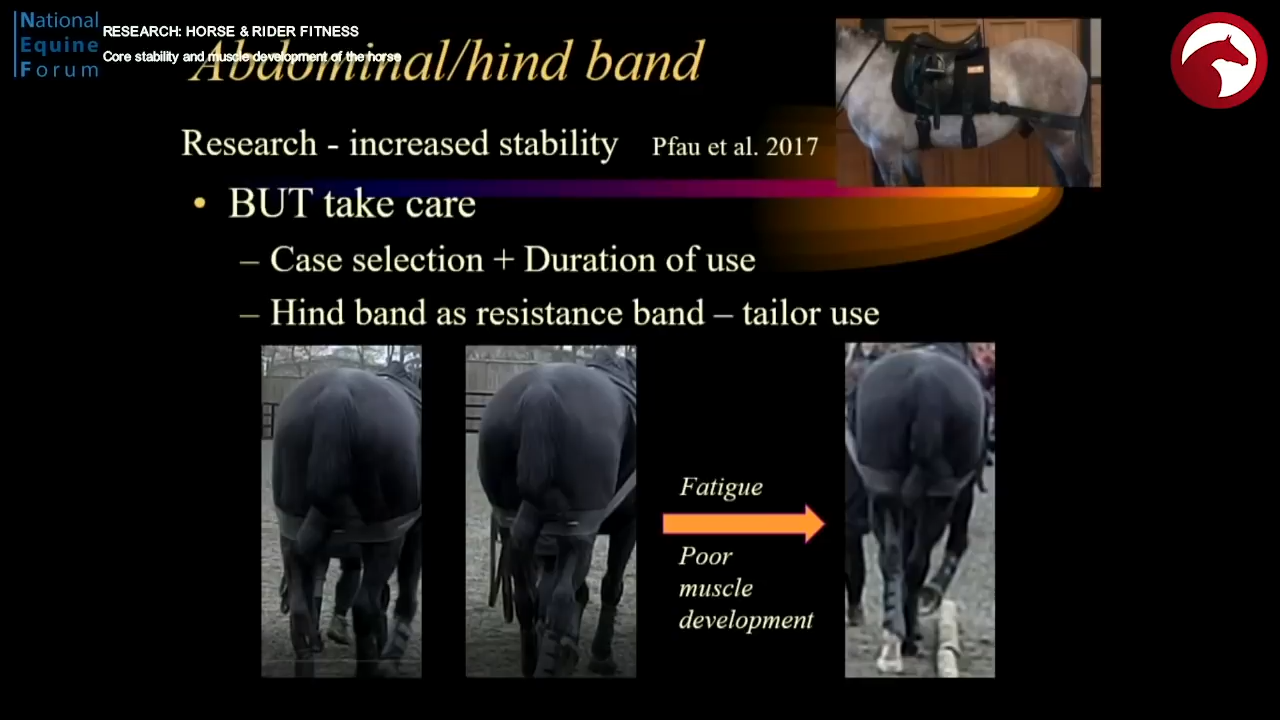 National
Equine
Forum
RESEARCH: HORSE & RIDER FITNESS
Core stability and muscle development of the horse
Abdominal/hind band
Research - increased stability Pfau et al. 2017
• BUT take care
– Case selection + Duration of use
– Hind band as resistance band – tailor use
Fatigue
Poor
muscle
development